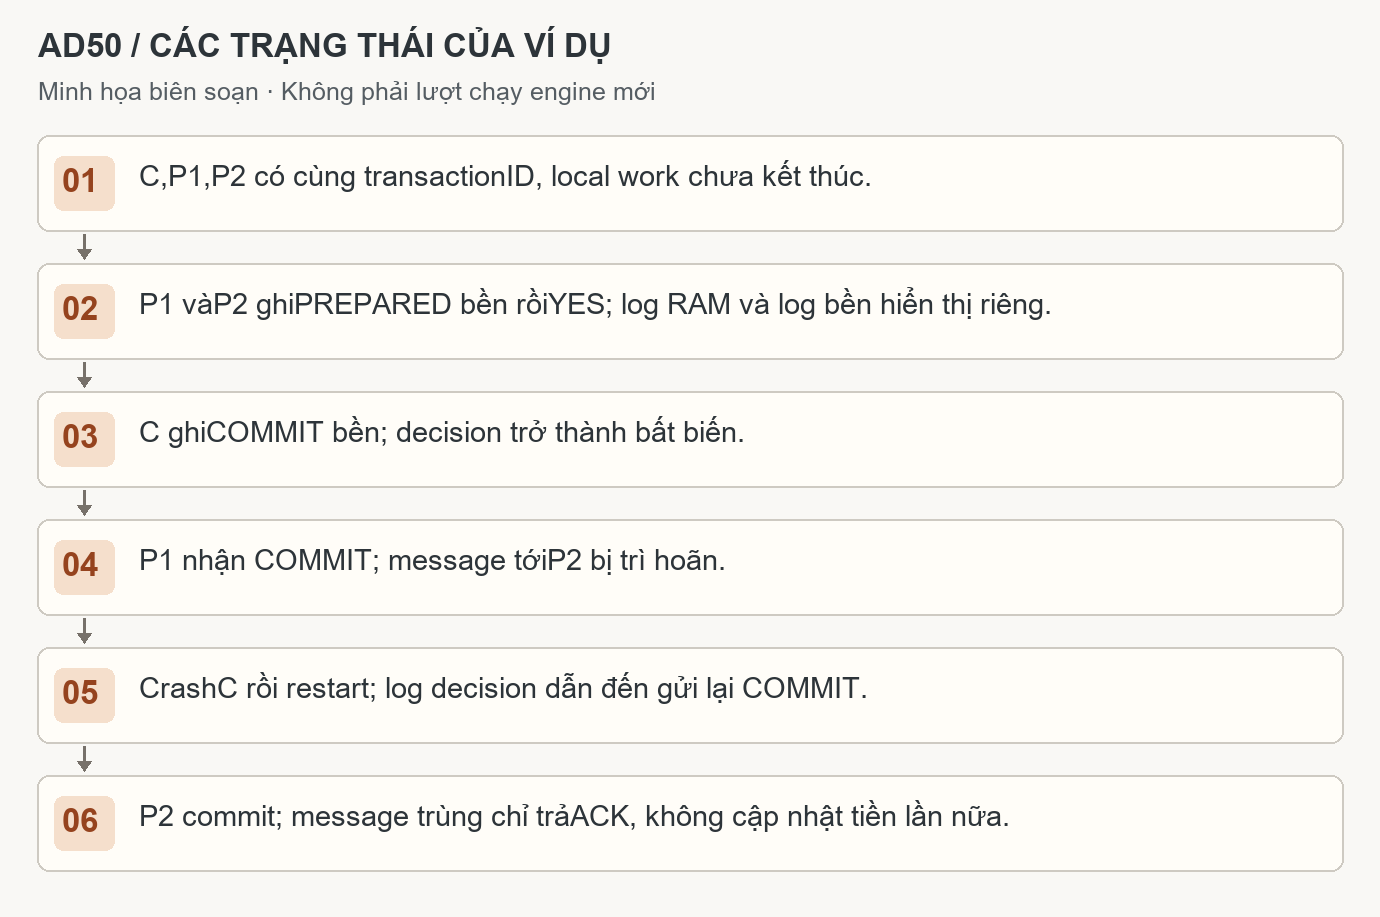 AD50 / CÁC TRẠNG THÁI CỦA VÍ DỤ
Minh họa biên soạn · Không phải lượt chạy engine mới
01
C,P1,P2 có cùng transactionID, local work chưa kết thúc.
02
P1 vàP2 ghiPREPARED bền rồiYES; log RAM và log bền hiển thị riêng.
03
C ghiCOMMIT bền; decision trở thành bất biến.
04
P1 nhận COMMIT; message tớiP2 bị trì hoãn.
05
CrashC rồi restart; log decision dẫn đến gửi lại COMMIT.
06
P2 commit; message trùng chỉ trảACK, không cập nhật tiền lần nữa.